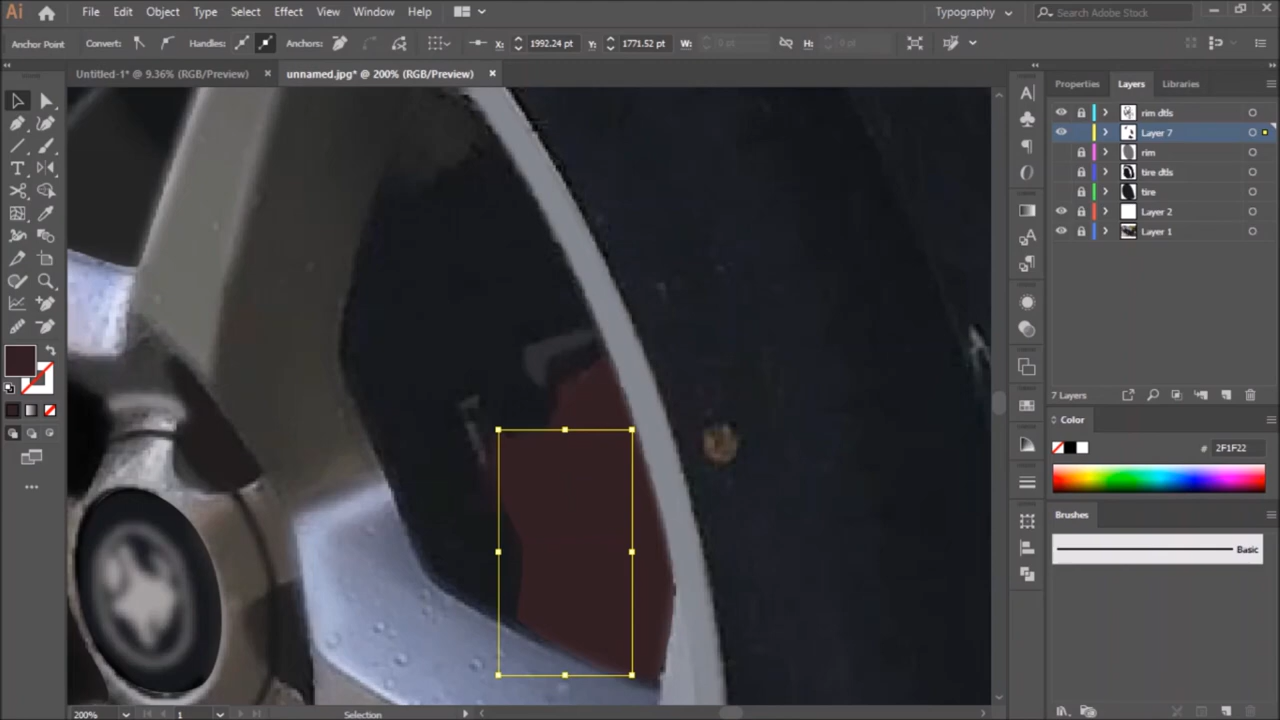 Ai File Edit Object Type Select Effect View Window Help Typography Search Adobe Stock
Anchor Point Convert: Handles: Anchors: X: 1992.24 pt Y: 1771.52 pt W: 0 pt H: 0 pt
Untitled-1* @ 9.36% (RGB/Preview) × unnamed.jpg* @ 200% (RGB/Preview) ×
Properties Layers Libraries
rim dtls
Layer 7
rim
tire dtls
tire
Layer 2
Layer 1
7 Layers
Color
# 2F1F22
Brushes
Basic
200% 1 Selection